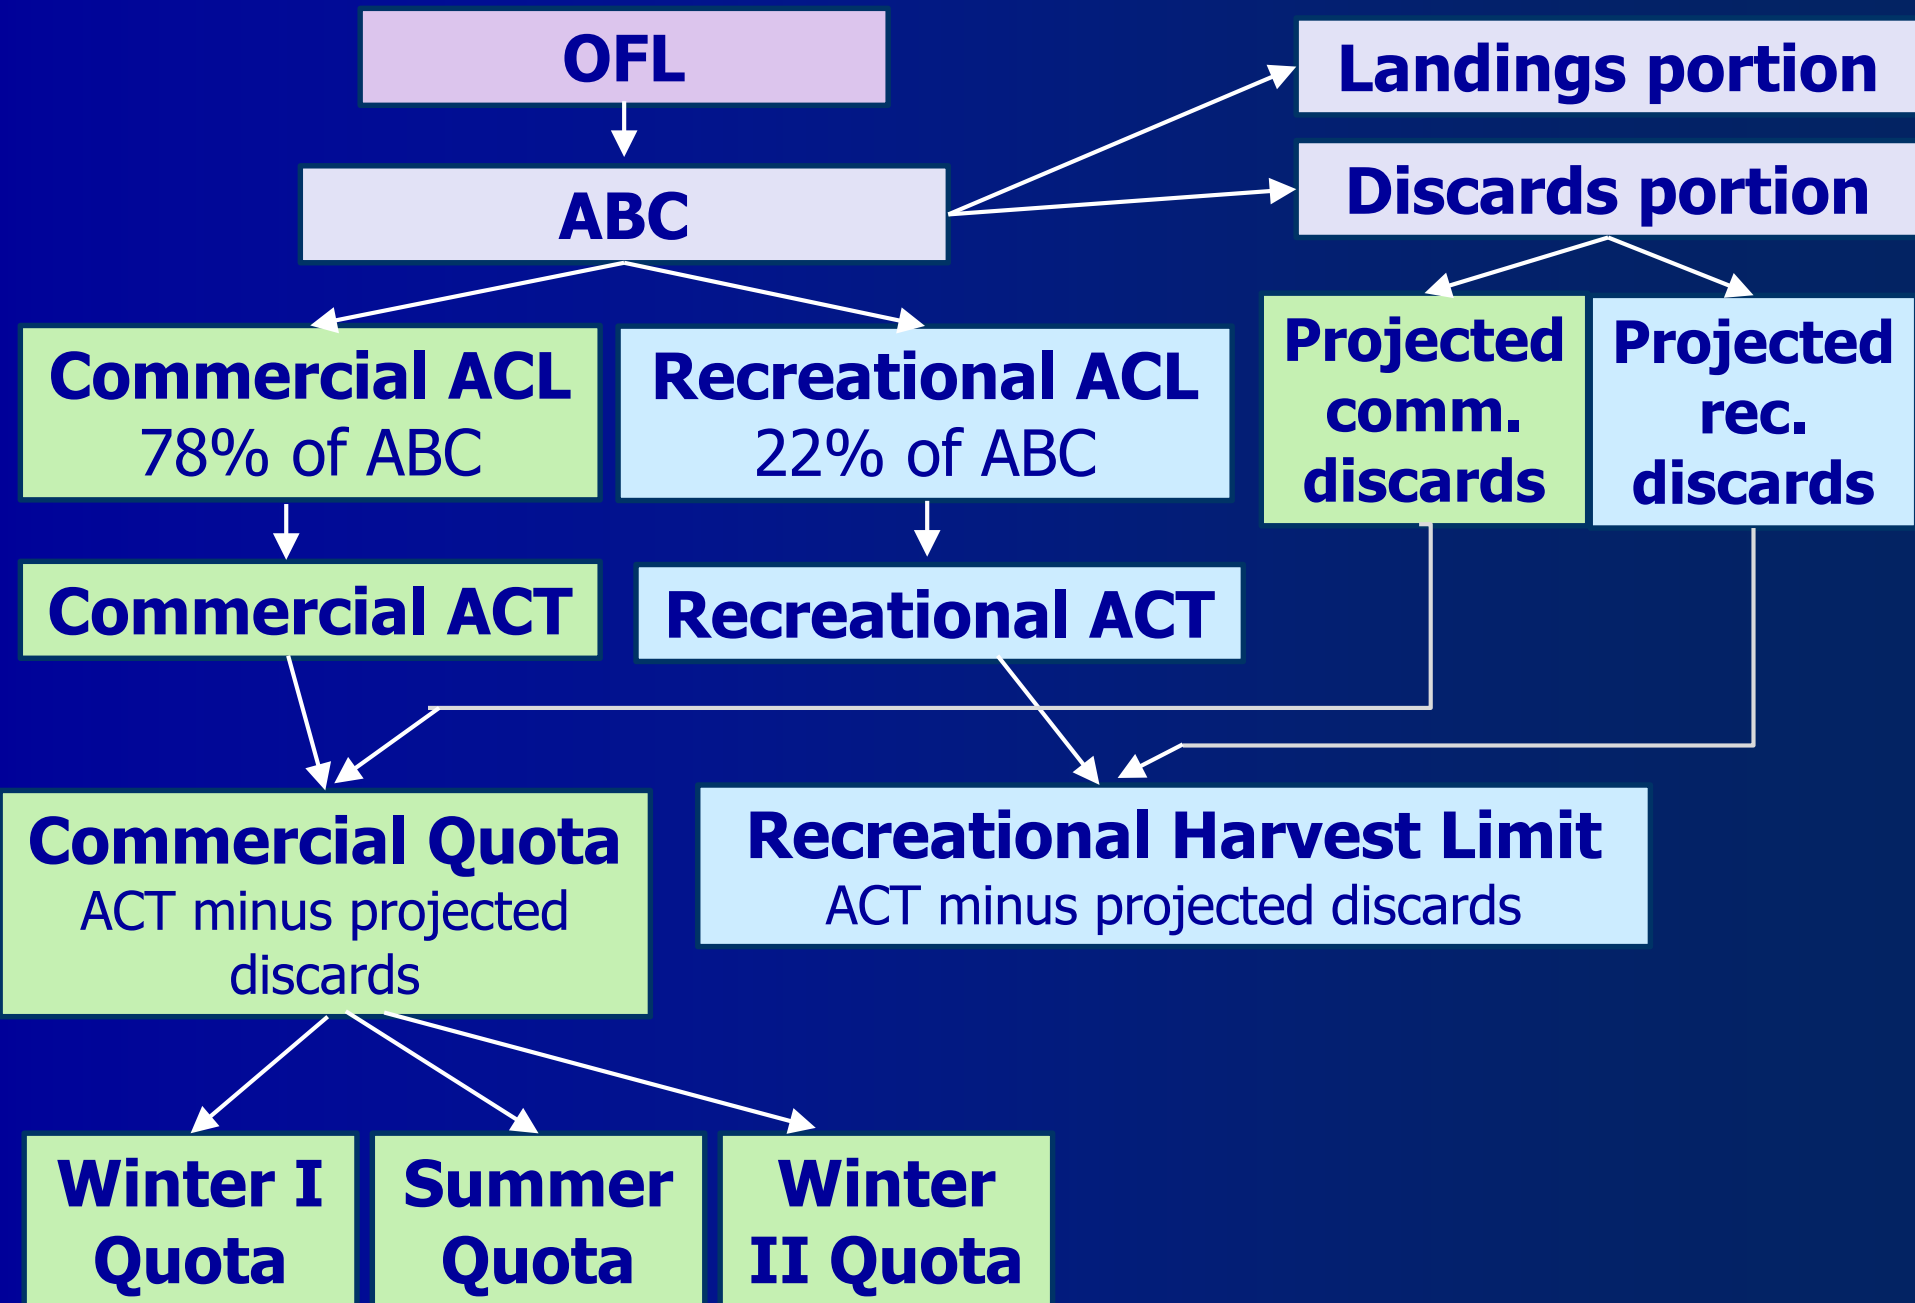 OFL
Landings portion
ABC
Discards portion
Commercial ACL
78% of ABC
Recreational ACL
22% of ABC
Projected
comm.
discards
Projected
rec.
discards
Commercial ACT
Recreational ACT
Commercial Quota
ACT minus projected
discards
Recreational Harvest Limit
ACT minus projected discards
Winter I
Quota
Summer
Quota
Winter
II Quota